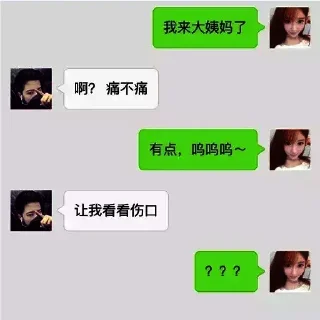 我来大姨妈了
啊？ 痛不痛
有点，呜呜呜～
让我看看伤口
？？？